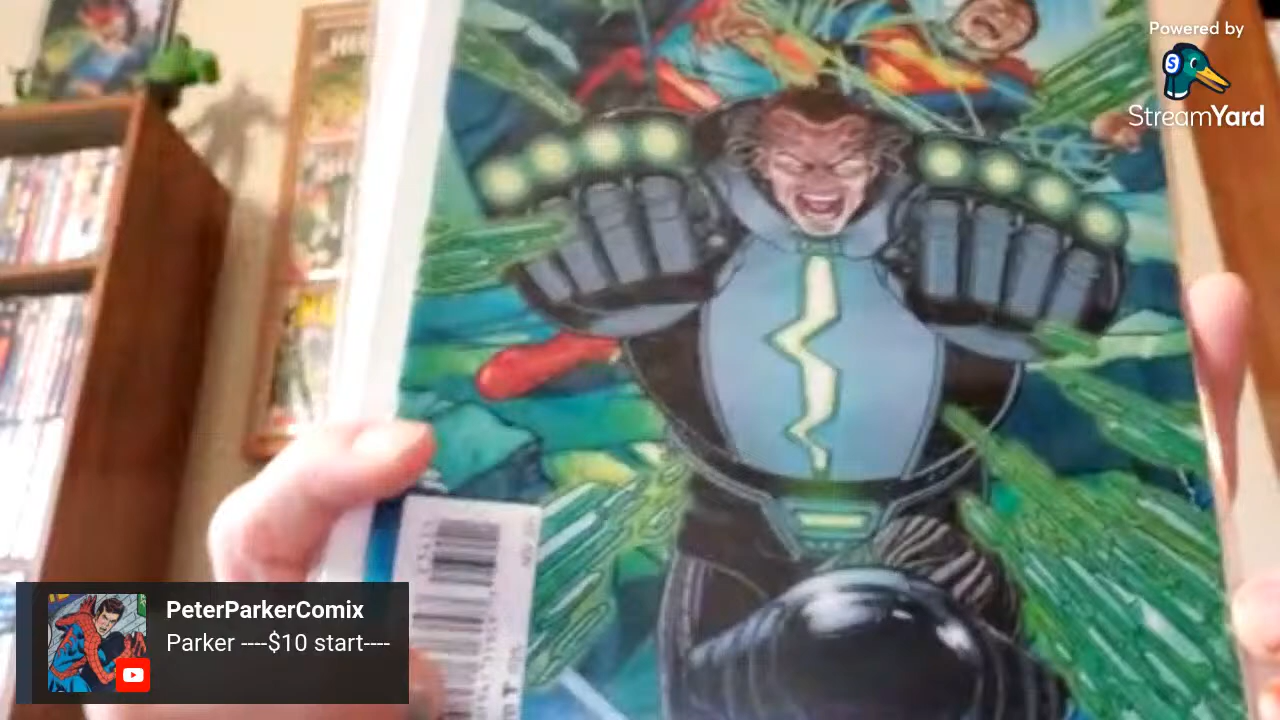 Powered by
StreamYard
PeterParkerComix
Parker ----$10 start----